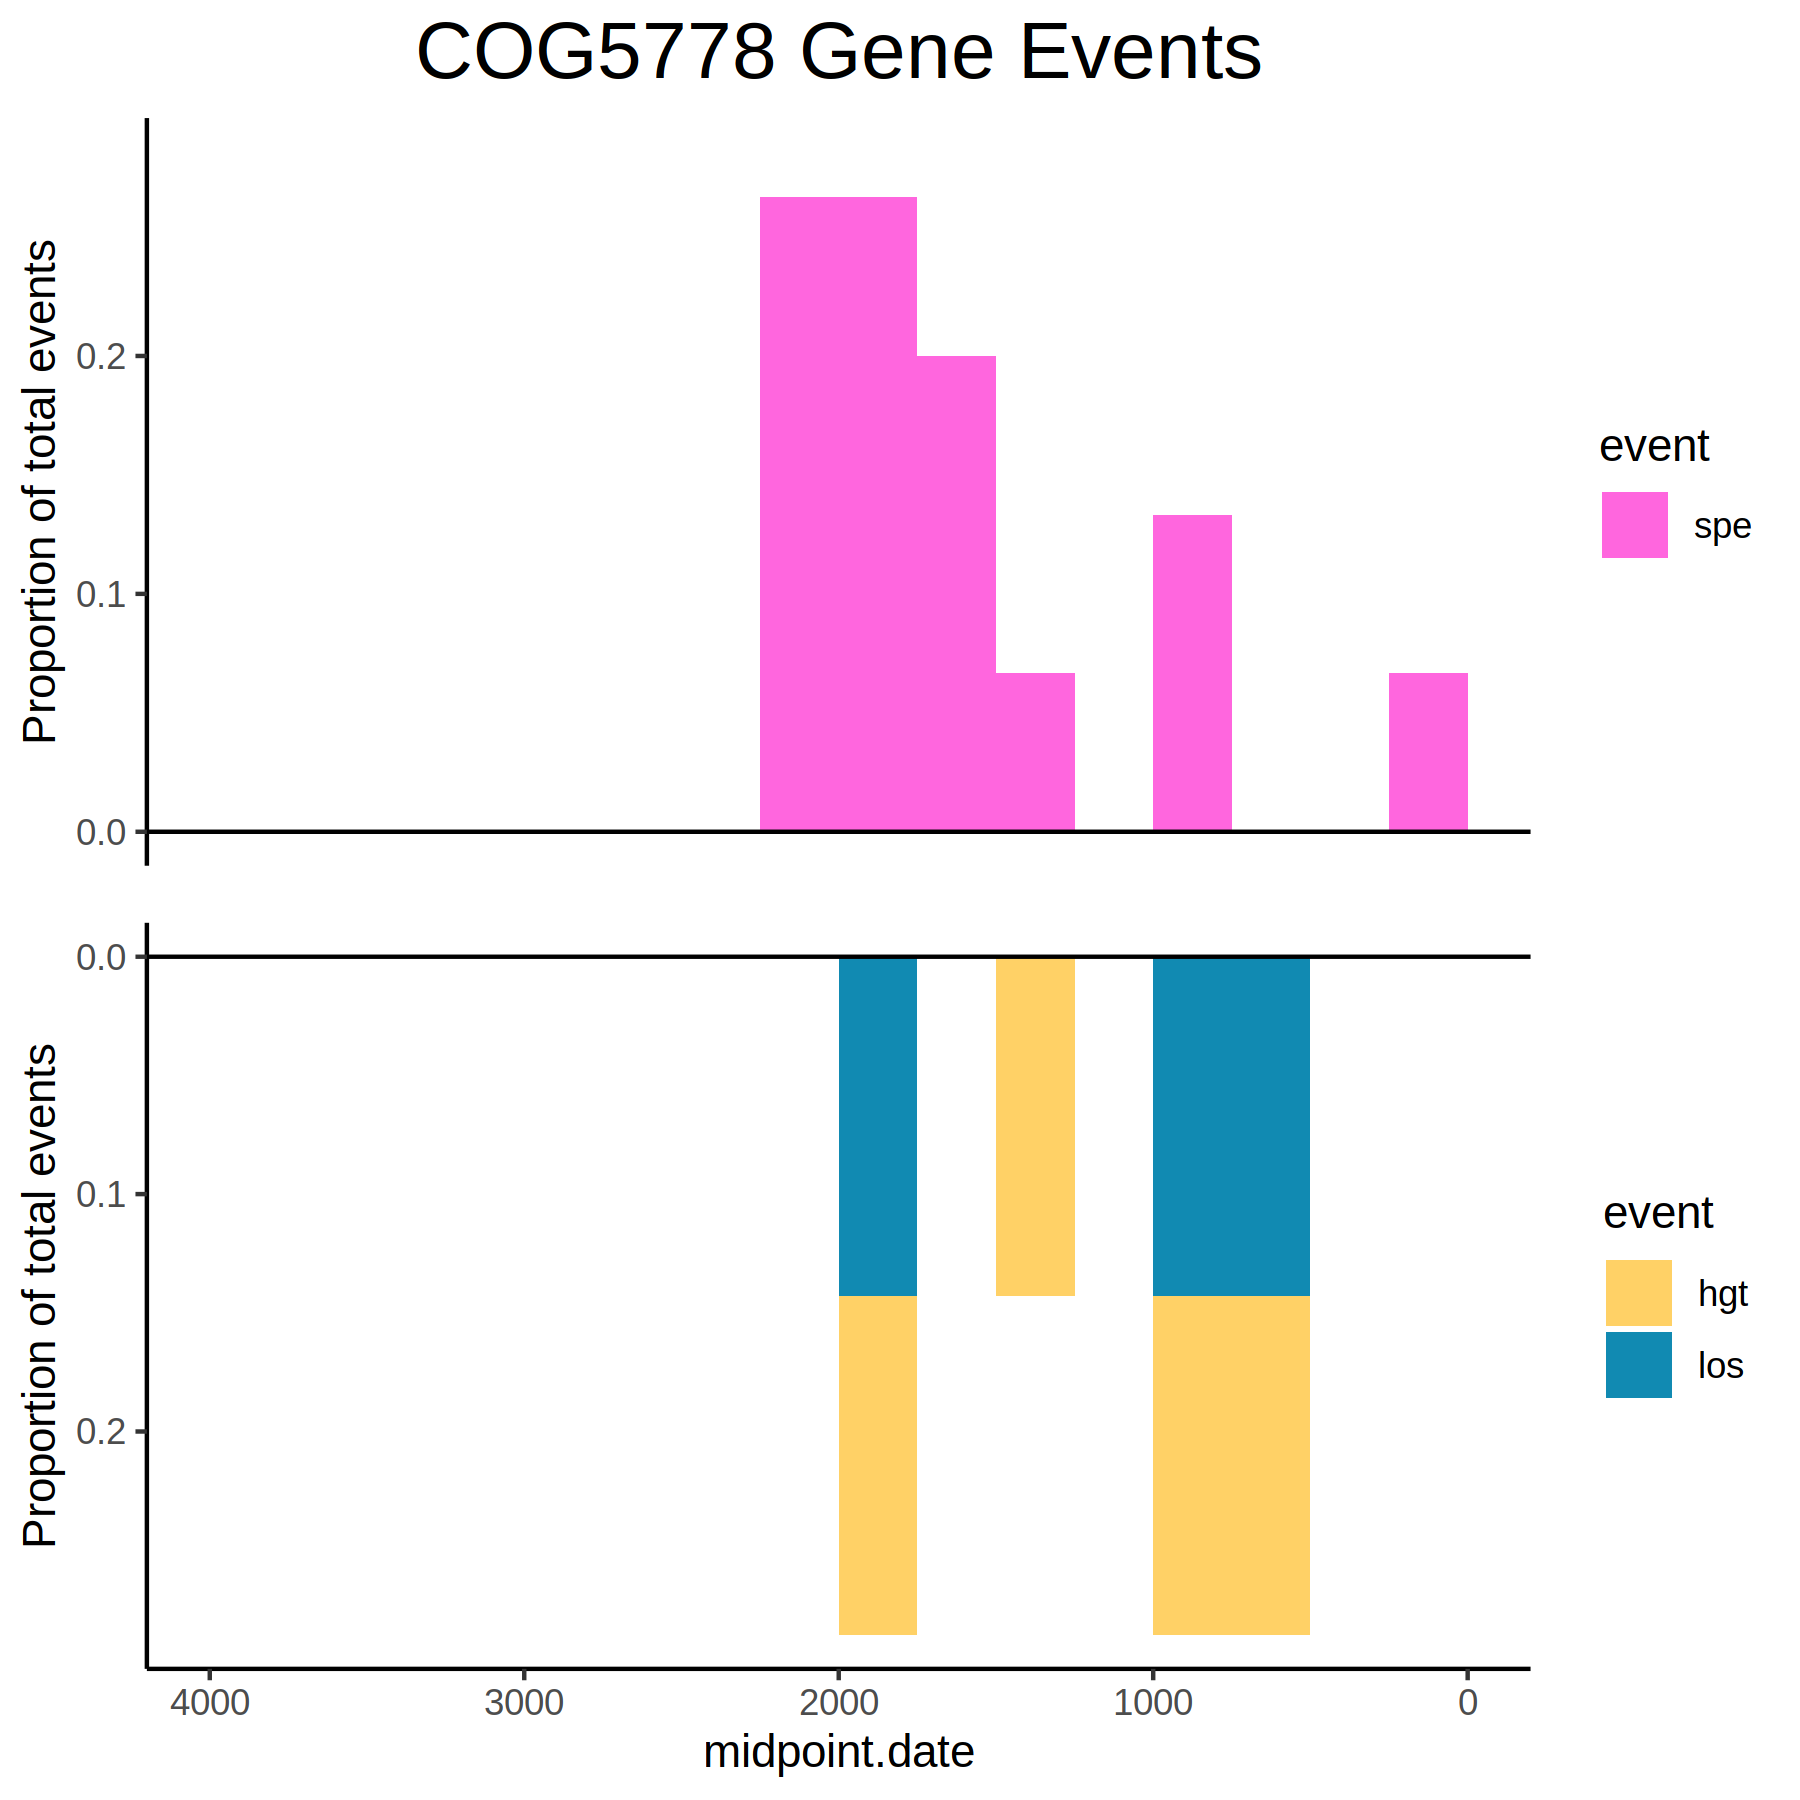 COG5778 Gene Events
Proportion of total events
0.2
0.1
0.0
event
spe
Proportion of total events
0.0
0.1
0.2
event
hgt
los
4000 3000 2000 1000 0
midpoint.date